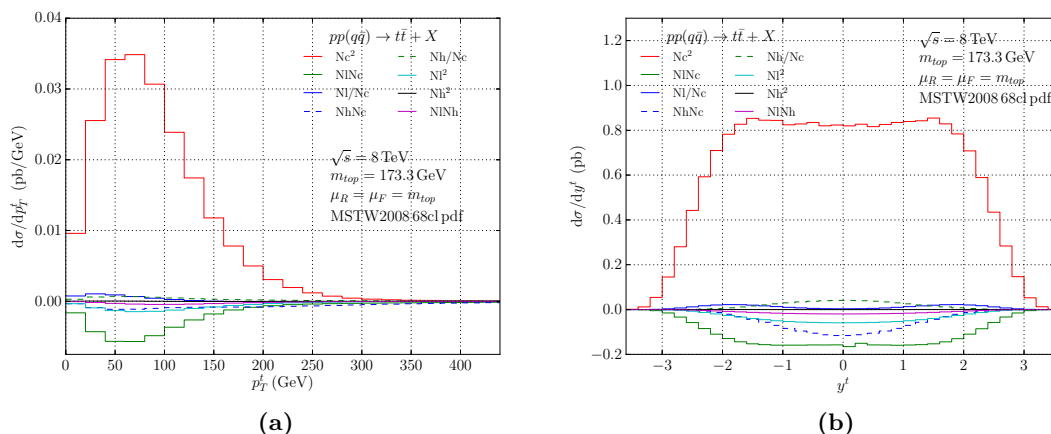 pp(qq̄) → tt̄ + X
Nc²
NlNc
Nl/Nc
NhNc
Nh/Nc
Nl²
Nh²
NlNh
√s = 8 TeV
m_top = 173.3 GeV
μ_R = μ_F = m_top
MSTW2008 68cl pdf
dσ/dp_T^t (pb/GeV)
0.04
0.03
0.02
0.01
0.00
0 50 100 150 200 250 300 350 400
p_T^t (GeV)
(a)
pp(qq̄) → tt̄ + X
Nc²
NlNc
Nl/Nc
NhNc
Nh/Nc
Nl²
Nh²
NlNh
√s = 8 TeV
m_top = 173.3 GeV
μ_R = μ_F = m_top
MSTW2008 68cl pdf
dσ/dy^t (pb)
1.2
1.0
0.8
0.6
0.4
0.2
0.0
−0.2
−3 −2 −1 0 1 2 3
y^t
(b)